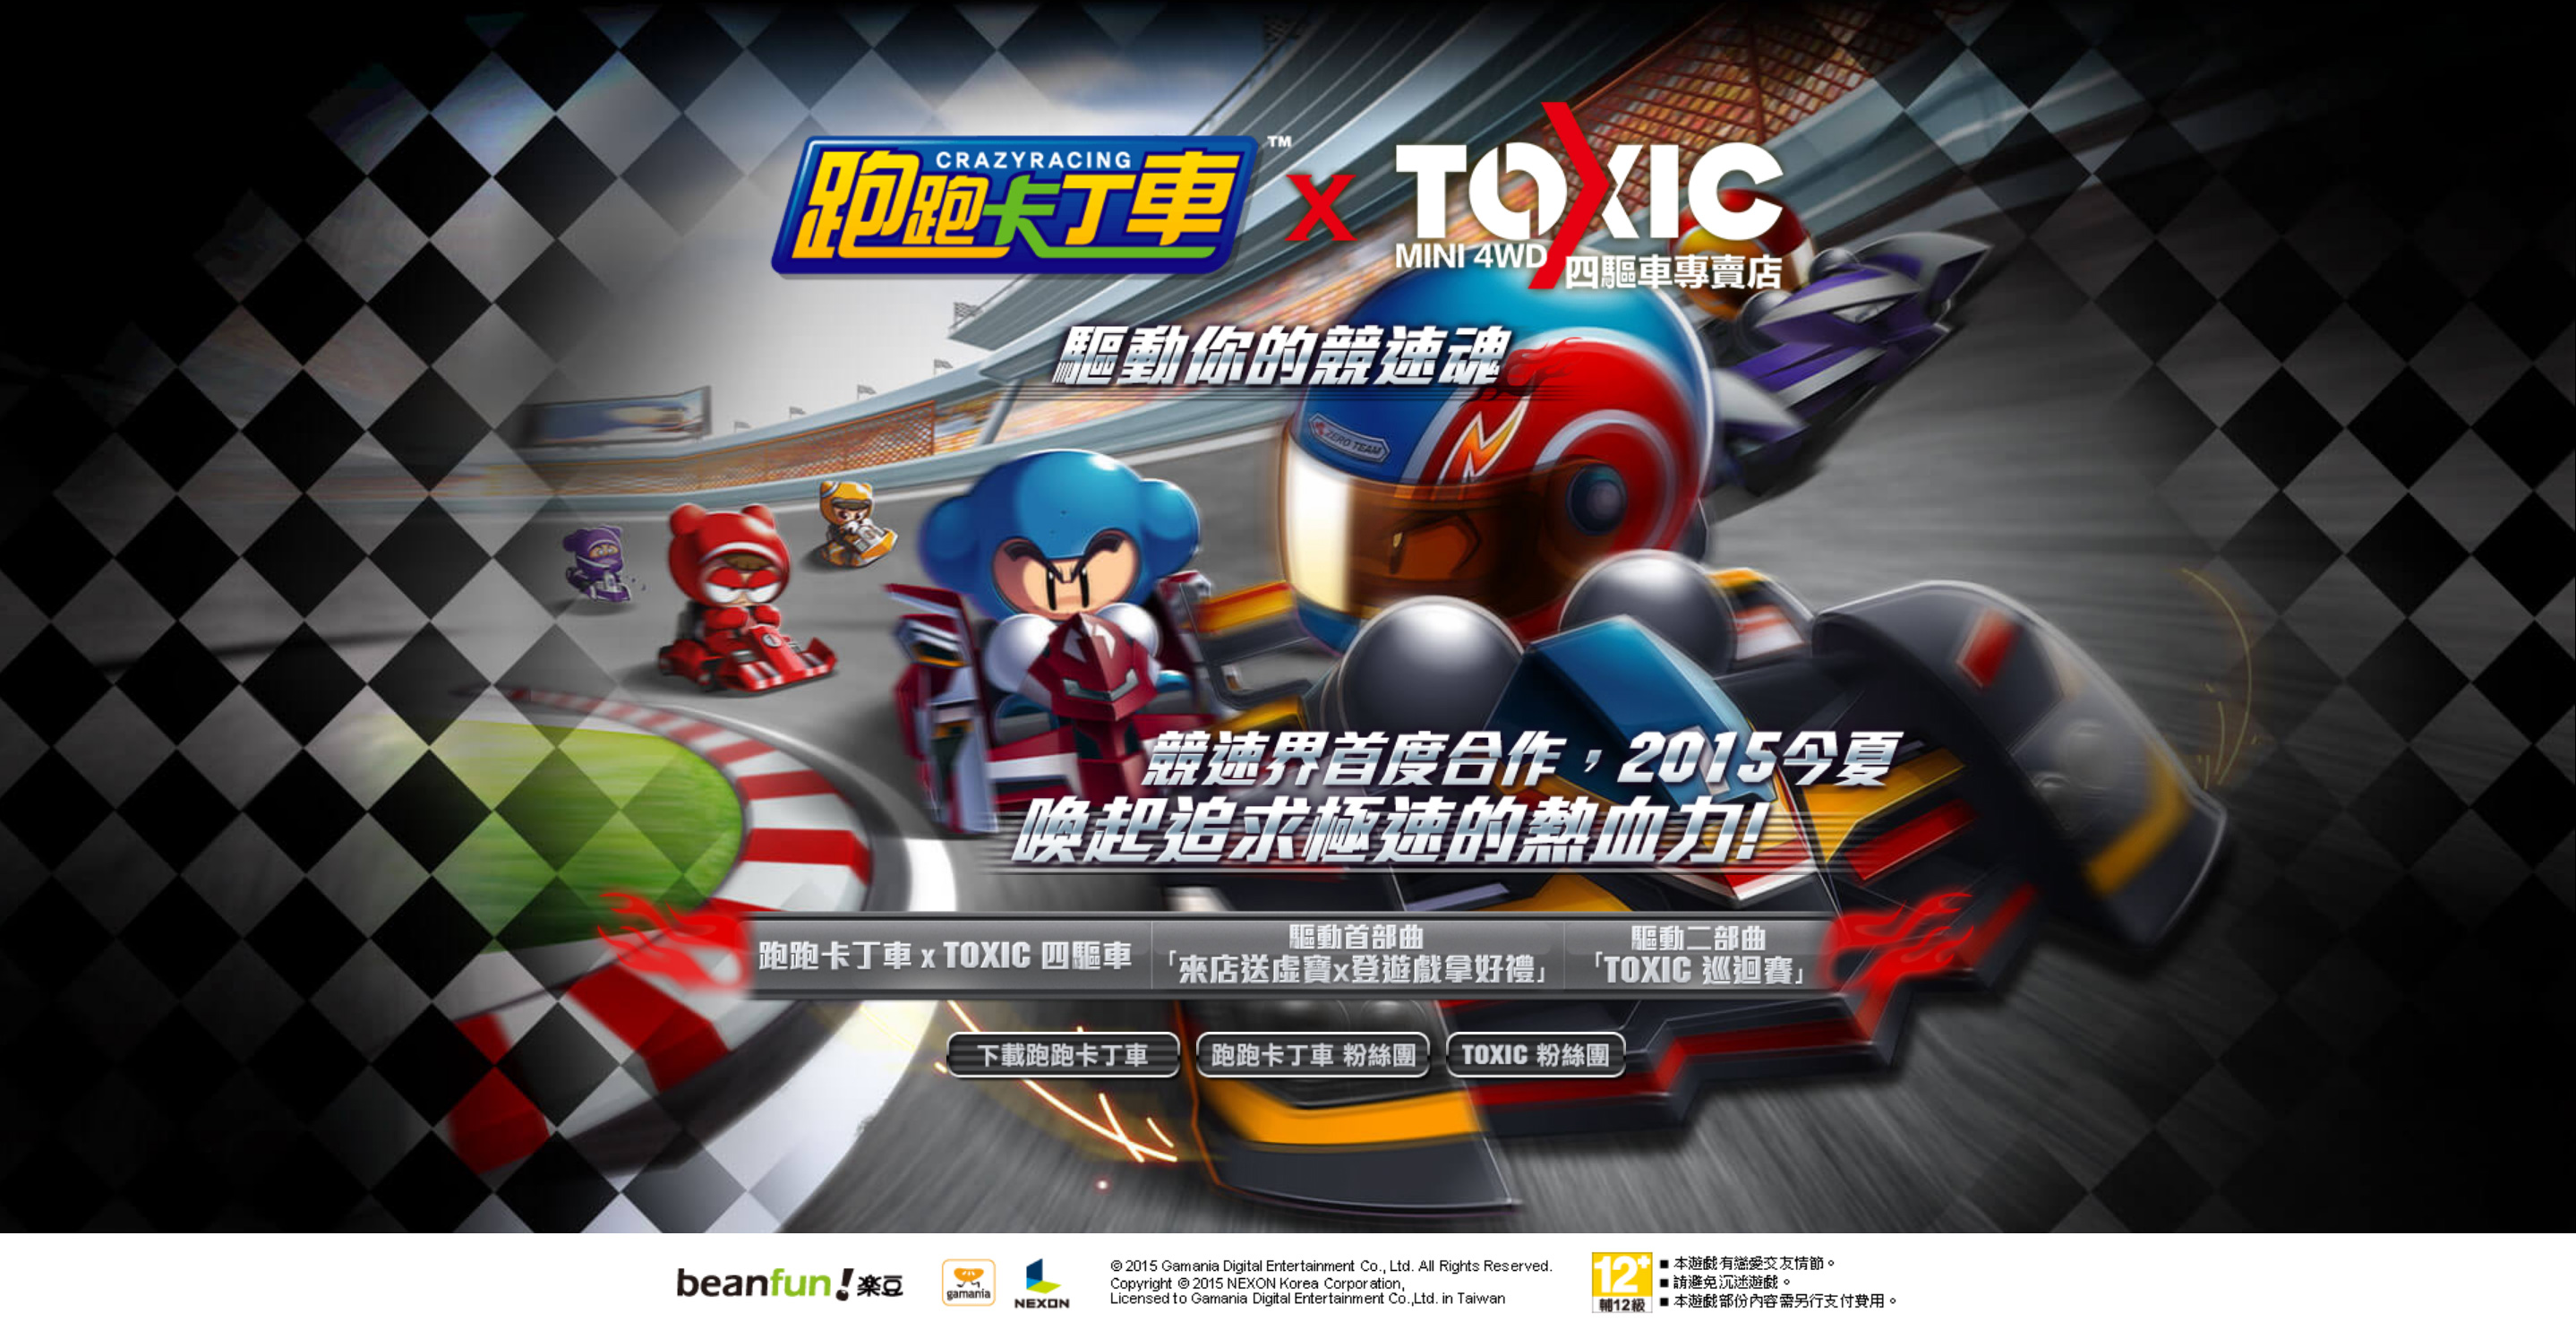 CRAZYRACING
跑跑卡丁車
TM
X
TOXIC
MINI 4WD
四驅車專賣店
驅動你的競速魂
ZERO TEAM
N
競速界首度合作，2015今夏
喚起追求極速的熱血力!
跑跑卡丁車 x TOXIC 四驅車
驅動首部曲
「來店送虛寶x登遊戲拿好禮」
驅動二部曲
「TOXIC 巡迴賽」
下載跑跑卡丁車
跑跑卡丁車 粉絲團
TOXIC 粉絲團
beanfun!楽豆
gamania
NEXON
© 2015 Gamania Digital Entertainment Co., Ltd. All Rights Reserved.
Copyright © 2015 NEXON Korea Corporation,
Licensed to Gamania Digital Entertainment Co.,Ltd. in Taiwan
12+
輔12級
■ 本遊戲有戀愛交友情節。
■ 請避免沉迷遊戲。
■ 本遊戲部份內容需另行支付費用。